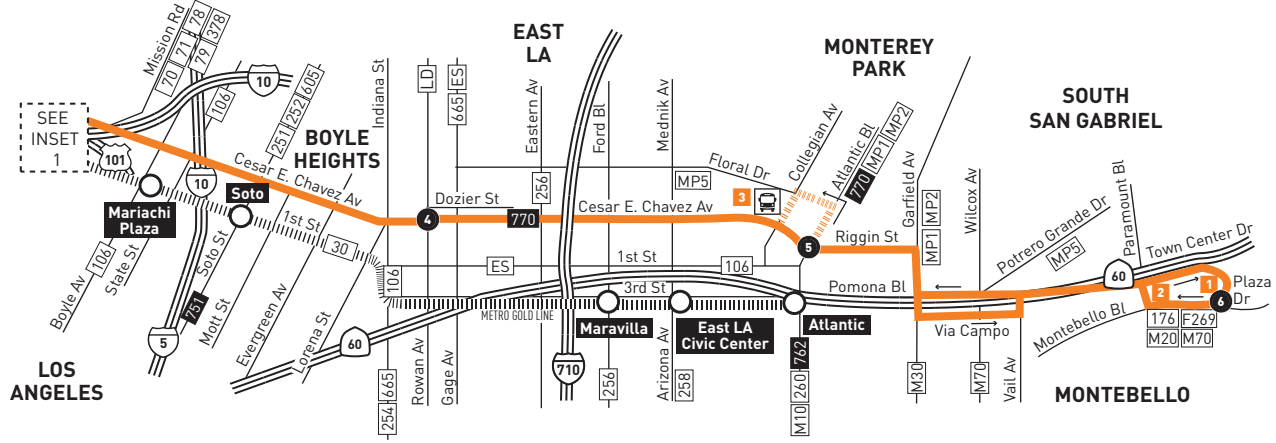 EAST
LA
MONTEREY
PARK
SOUTH
SAN GABRIEL
BOYLE
HEIGHTS
LOS
ANGELES
MONTEBELLO
SEE
INSET
1
Mission Rd
70
71
78
79
378
10
106
251
252
605
101
10
Mariachi
Plaza
Soto
Cesar E. Chavez Av
1st St
30
106
Boyle Av
State St
751
Soto St
Mott St
Evergreen Av
Lorena St
5
60
Indiana St
LD
665
ES
Eastern Av
256
Ford Bl
Mednik Av
MP5
Floral Dr
Collegian Av
Atlantic Bl
770
MP1
MP2
3
4
Dozier St
770
Cesar E. Chavez Av
5
Riggin St
Garfield Av
MP1
MP2
Wilcox Av
Potrero Grande Dr
MP5
Paramount Bl
60
Town Center Dr
1
2
Plaza
Dr
6
ES
1st St
106
106
3rd St
Pomona Bl
METRO GOLD LINE
Maravilla
East LA
Civic Center
Atlantic
Via Campo
Montebello Bl
176
F269
M20
M70
254
665
Rowan Av
Gage Av
710
256
Arizona Av
258
M10
260
762
M30
M70
Vail Av